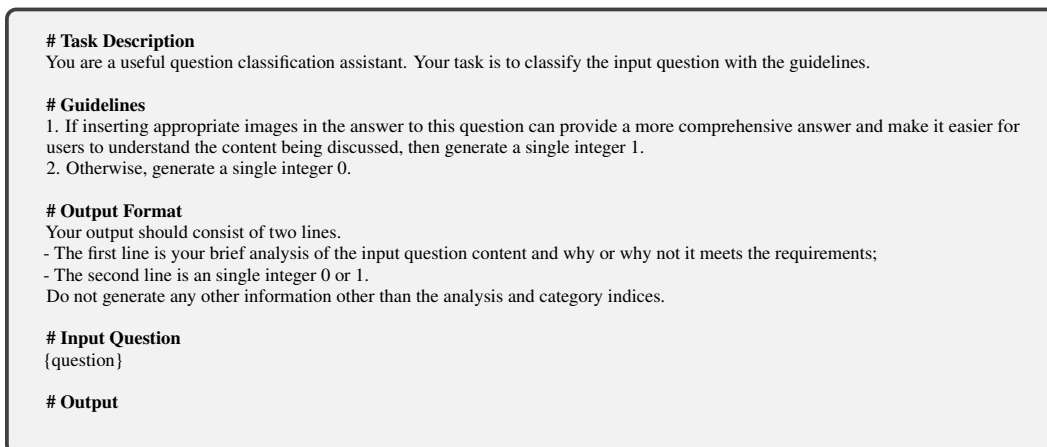 # Task Description
You are a useful question classification assistant. Your task is to classify the input question with the guidelines.
# Guidelines
1. If inserting appropriate images in the answer to this question can provide a more comprehensive answer and make it easier for
users to understand the content being discussed, then generate a single integer 1.
2. Otherwise, generate a single integer 0.
# Output Format
Your output should consist of two lines.
- The first line is your brief analysis of the input question content and why or why not it meets the requirements;
- The second line is an single integer 0 or 1.
Do not generate any other information other than the analysis and category indices.
# Input Question
{question}
# Output